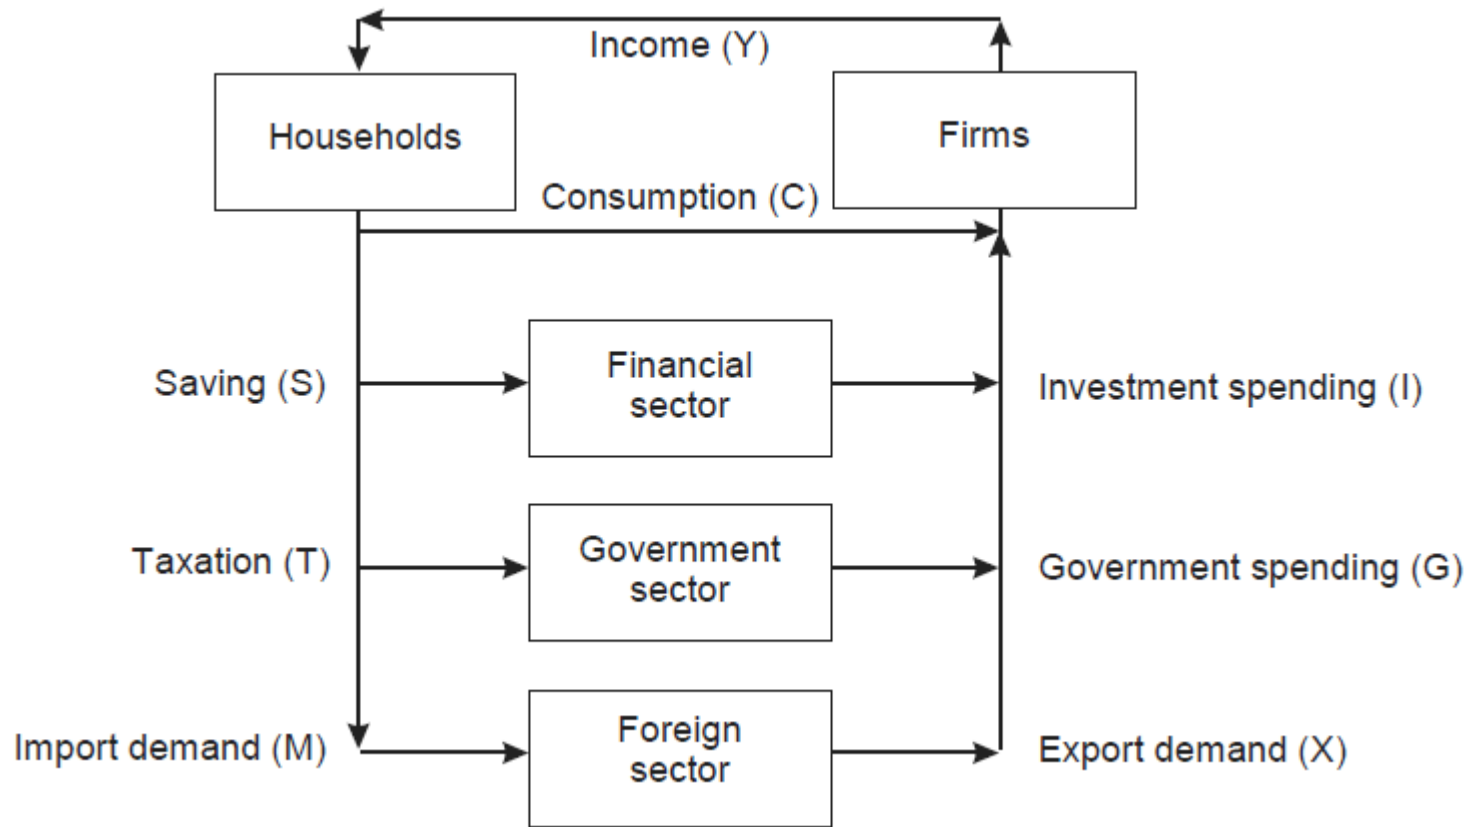 Income (Y)
Households
Firms
Consumption (C)
Saving (S)
Financial
sector
Investment spending (I)
Taxation (T)
Government
sector
Government spending (G)
Import demand (M)
Foreign
sector
Export demand (X)